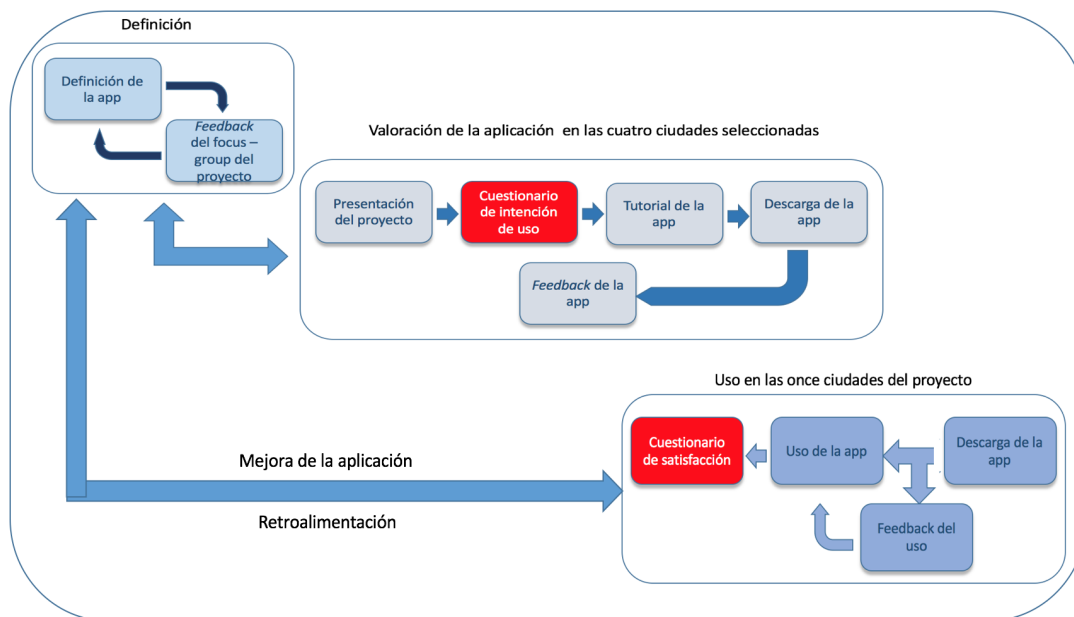 Definición
Definición de
la app
Feedback
del focus –
group del
proyecto
Valoración de la aplicación en las cuatro ciudades seleccionadas
Presentación
del proyecto
Cuestionario
de intención
de uso
Tutorial de la
app
Descarga de la
app
Feedback de la
app
Uso en las once ciudades del proyecto
Cuestionario
de satisfacción
Uso de la app
Descarga de la
app
Feedback del
uso
Mejora de la aplicación
Retroalimentación